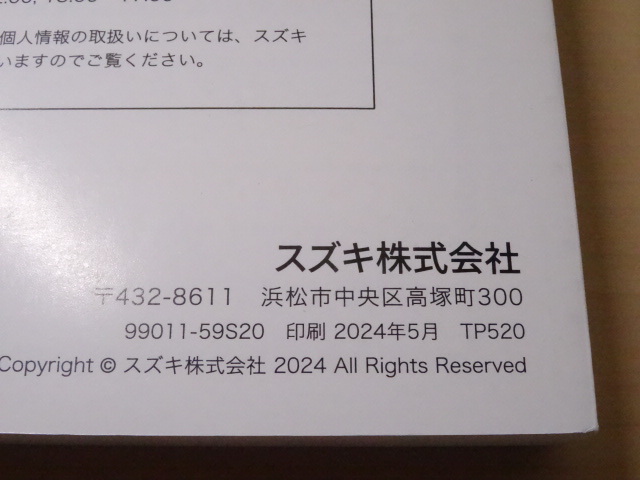 個人情報の取扱いについては、スズキ
いますのでご覧ください。
スズキ株式会社
〒432-8611 浜松市中央区高塚町300
99011-59S20 印刷 2024年5月 TP520
Copyright © スズキ株式会社 2024 All Rights Reserved